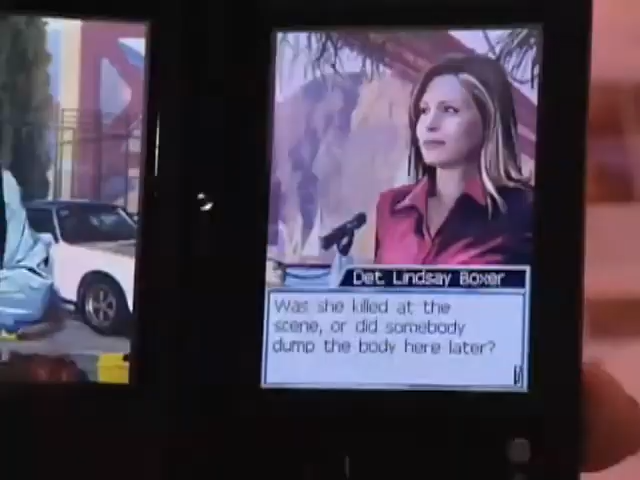 Det. Lindsay Boxer
Was she killed at the
scene, or did somebody
dump the body here later?